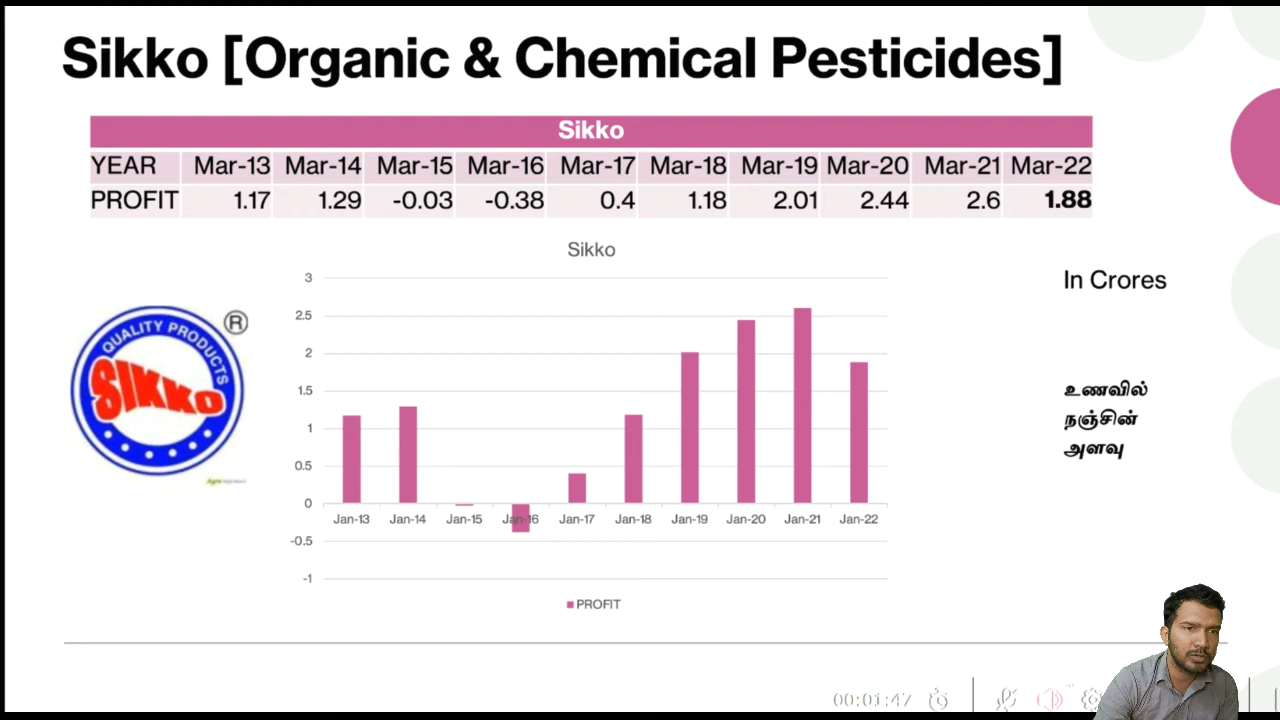 Sikko [Organic & Chemical Pesticides]
Sikko
YEAR Mar-13 Mar-14 Mar-15 Mar-16 Mar-17 Mar-18 Mar-19 Mar-20 Mar-21 Mar-22
PROFIT 1.17 1.29 -0.03 -0.38 0.4 1.18 2.01 2.44 2.6 1.88
Sikko
In Crores
3
2.5
2
1.5
1
0.5
0
-0.5
-1
Jan-13 Jan-14 Jan-15 Jan-16 Jan-17 Jan-18 Jan-19 Jan-20 Jan-21 Jan-22
PROFIT
QUALITY PRODUCTS
SIKKO
®
உணவில்
நஞ்சின்
அளவு
00:01:47